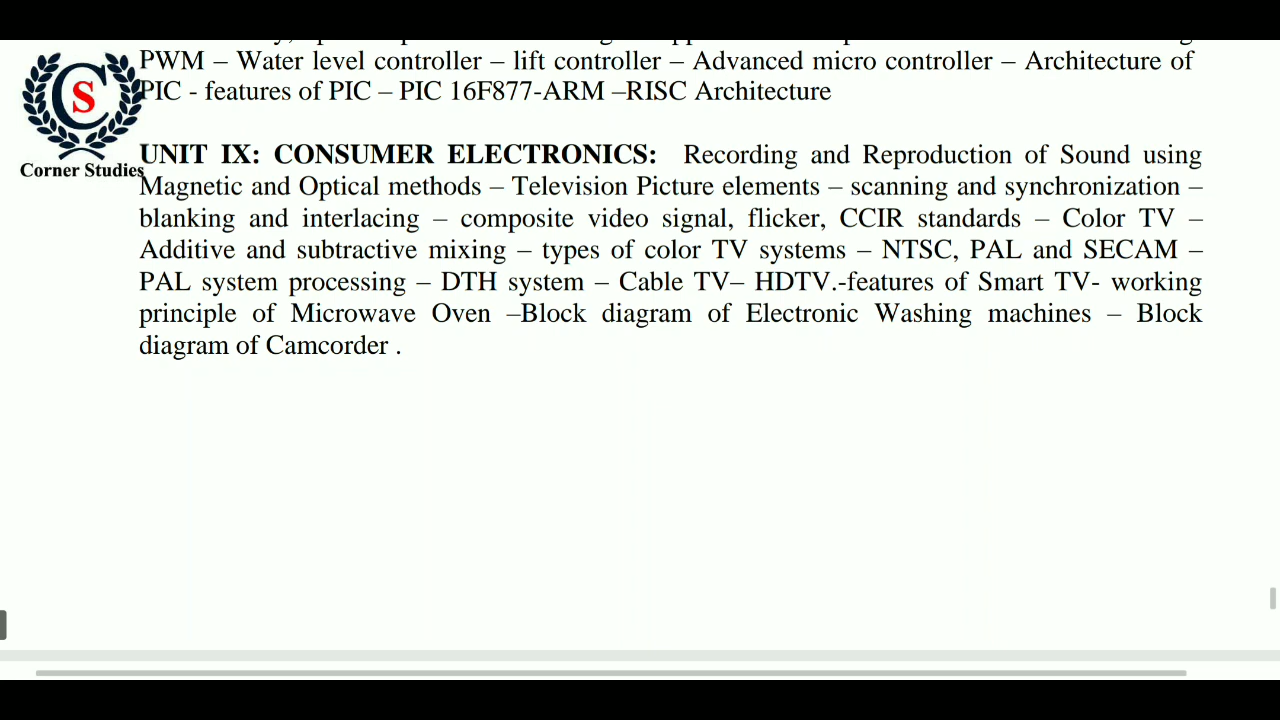 PWM – Water level controller – lift controller – Advanced micro controller – Architecture of
PIC - features of PIC – PIC 16F877-ARM –RISC Architecture
CS
Corner Studies
UNIT IX: CONSUMER ELECTRONICS: Recording and Reproduction of Sound using
Magnetic and Optical methods – Television Picture elements – scanning and synchronization –
blanking and interlacing – composite video signal, flicker, CCIR standards – Color TV –
Additive and subtractive mixing – types of color TV systems – NTSC, PAL and SECAM –
PAL system processing – DTH system – Cable TV– HDTV.-features of Smart TV- working
principle of Microwave Oven –Block diagram of Electronic Washing machines – Block
diagram of Camcorder .